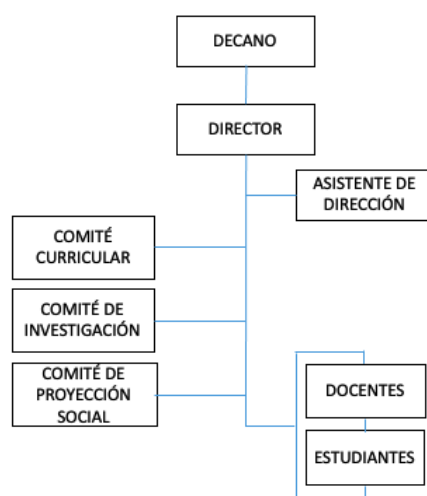 DECANO
DIRECTOR
ASISTENTE DE
DIRECCIÓN
COMITÉ
CURRICULAR
COMITÉ DE
INVESTIGACIÓN
COMITÉ DE
PROYECCIÓN
SOCIAL
DOCENTES
ESTUDIANTES